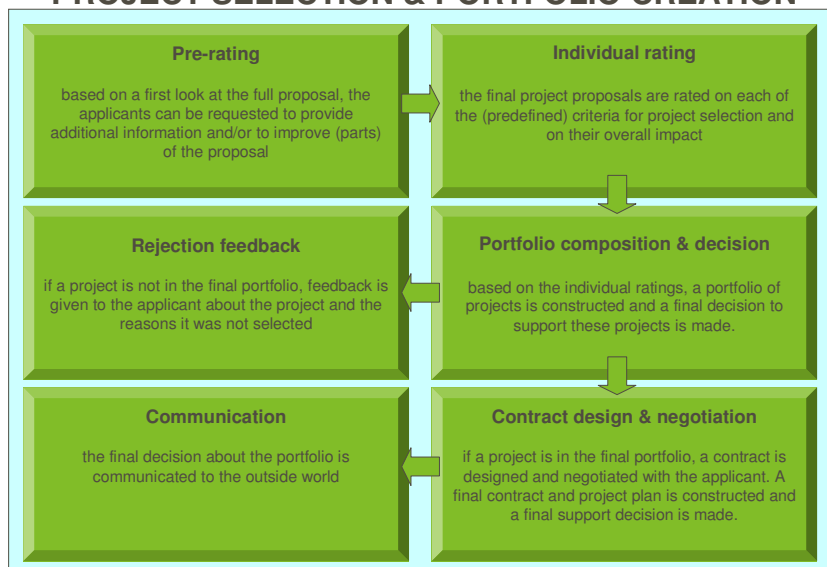 PROJECT SELECTION & PORTFOLIO CREATION
Pre-rating
based on a first look at the full proposal, the
applicants can be requested to provide
additional information and/or to improve (parts)
of the proposal
Individual rating
the final project proposals are rated on each of
the (predefined) criteria for project selection and
on their overall impact
Rejection feedback
if a project is not in the final portfolio, feedback is
given to the applicant about the project and the
reasons it was not selected
Portfolio composition & decision
based on the individual ratings, a portfolio of
projects is constructed and a final decision to
support these projects is made.
Communication
the final decision about the portfolio is
communicated to the outside world
Contract design & negotiation
if a project is in the final portfolio, a contract is
designed and negotiated with the applicant. A
final contract and project plan is constructed and
a final support decision is made.